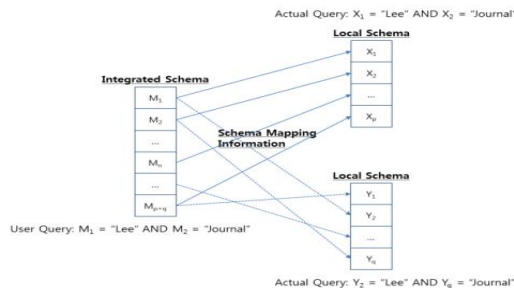 Actual Query: X₁ = “Lee” AND X₂ = “Journal”
Local Schema
X₁
X₂
...
Xₚ
Integrated Schema
M₁
M₂
...
Mₙ
...
Mₚ₊q
Schema Mapping
Information
User Query: M₁ = “Lee” AND M₂ = “Journal”
Local Schema
Y₁
Y₂
...
Yq
Actual Query: Y₂ = “Lee” AND Yq = “Journal”